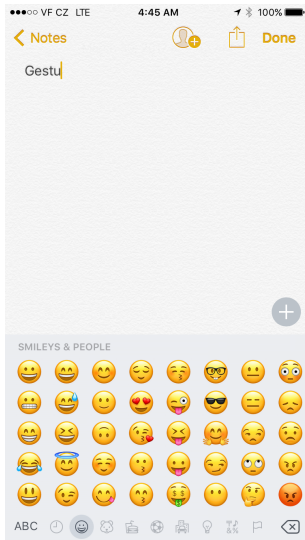 VF CZ LTE 4:45 AM 100%
Notes Done
Gestu
SMILEYS & PEOPLE
ABC